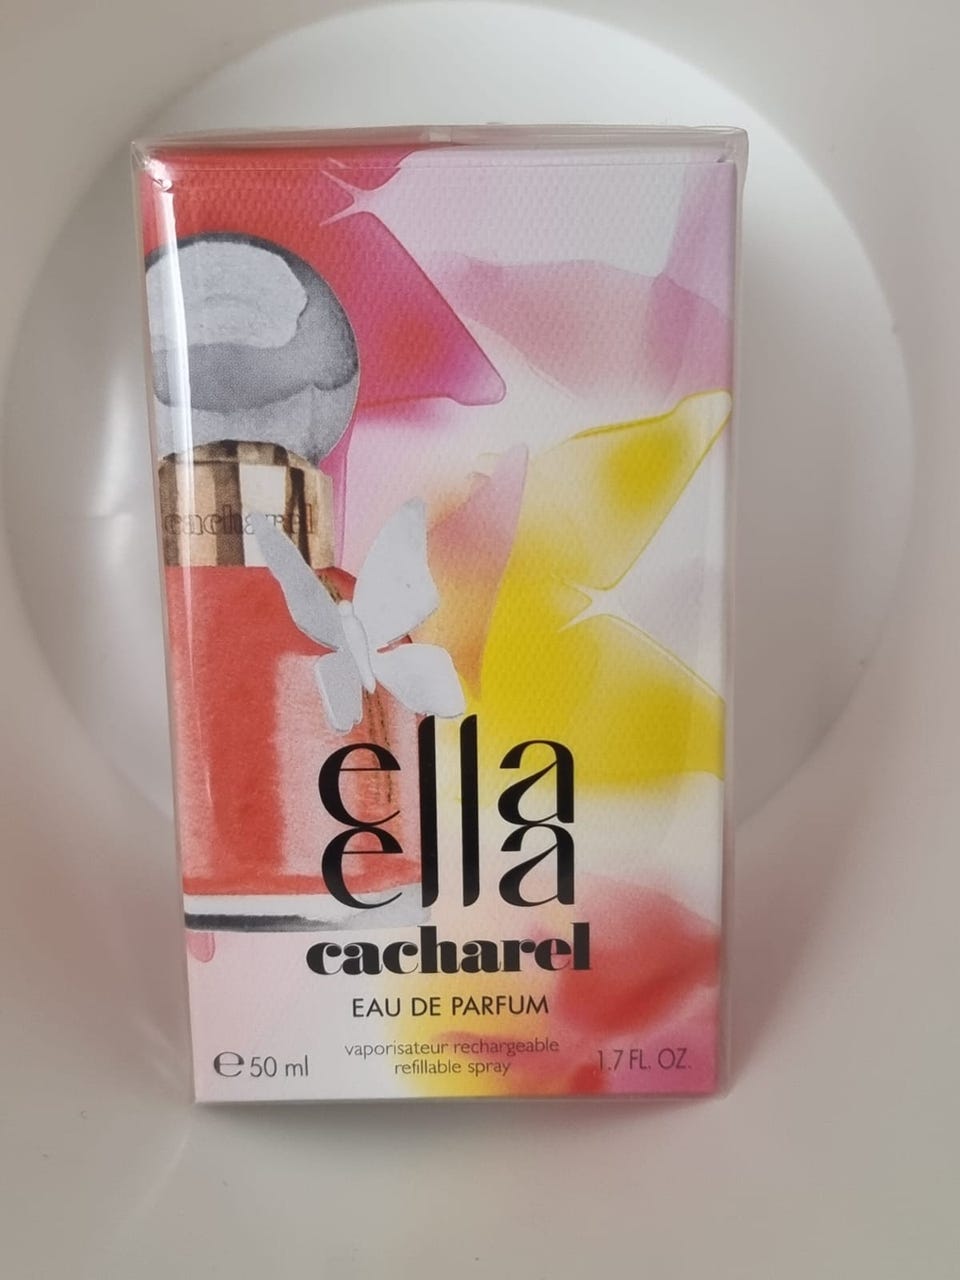 cacharel
ella
ella
cacharel
EAU DE PARFUM
vaporisateur rechargeable
refillable spray
℮ 50 ml
1.7 FL. OZ.